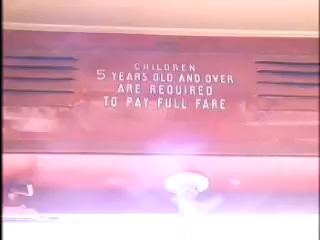 CHILDREN
5 YEARS OLD AND OVER
ARE REQUIRED
TO PAY FULL FARE